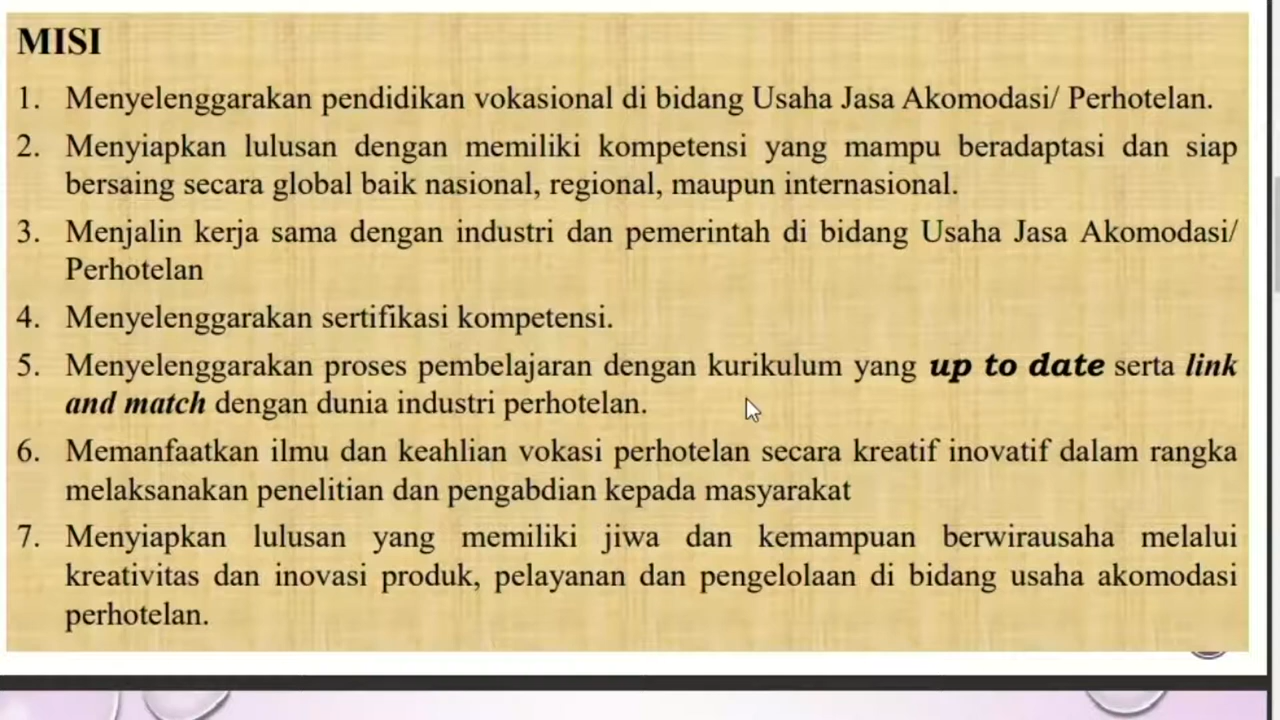 MISI
1. Menyelenggarakan pendidikan vokasional di bidang Usaha Jasa Akomodasi/ Perhotelan.
2. Menyiapkan lulusan dengan memiliki kompetensi yang mampu beradaptasi dan siap
bersaing secara global baik nasional, regional, maupun internasional.
3. Menjalin kerja sama dengan industri dan pemerintah di bidang Usaha Jasa Akomodasi/
Perhotelan
4. Menyelenggarakan sertifikasi kompetensi.
5. Menyelenggarakan proses pembelajaran dengan kurikulum yang up to date serta link
and match dengan dunia industri perhotelan.
6. Memanfaatkan ilmu dan keahlian vokasi perhotelan secara kreatif inovatif dalam rangka
melaksanakan penelitian dan pengabdian kepada masyarakat
7. Menyiapkan lulusan yang memiliki jiwa dan kemampuan berwirausaha melalui
kreativitas dan inovasi produk, pelayanan dan pengelolaan di bidang usaha akomodasi
perhotelan.